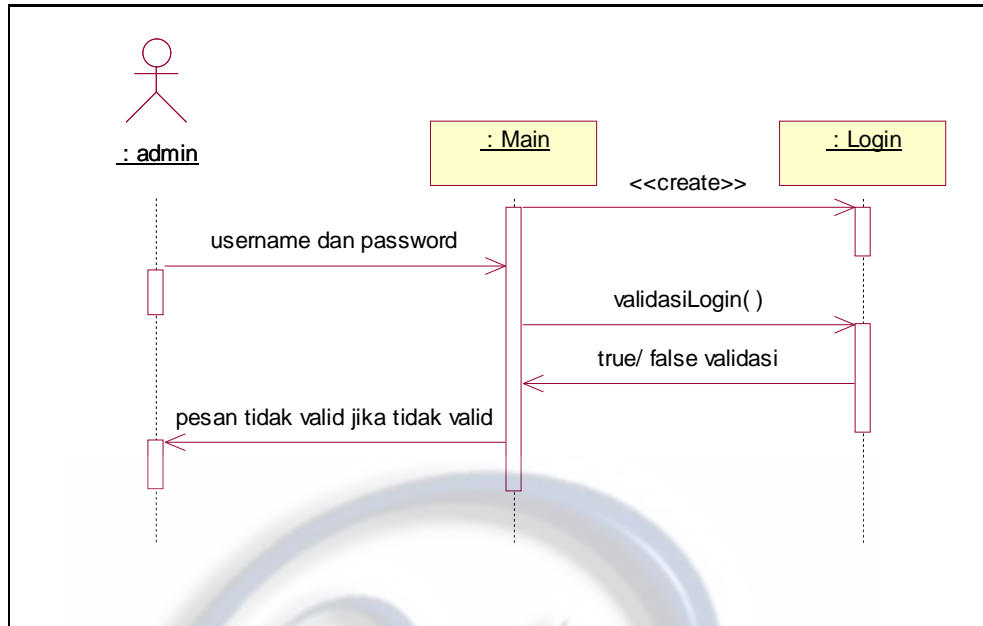 : admin
: Main
: Login
<<create>>
username dan password
validasiLogin( )
true/ false validasi
pesan tidak valid jika tidak valid